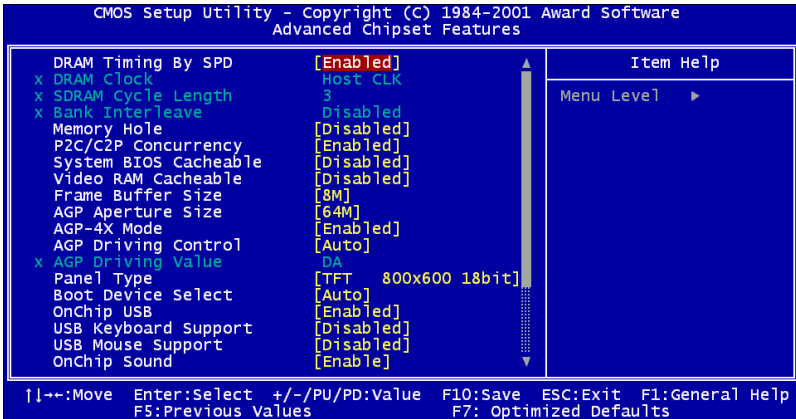 CMOS Setup Utility – Copyright (C) 1984-2001 Award Software
Advanced Chipset Features
DRAM Timing By SPD [Enabled]
x DRAM Clock Host CLK
x SDRAM Cycle Length 3
x Bank Interleave Disabled
Memory Hole [Disabled]
P2C/C2P Concurrency [Enabled]
System BIOS Cacheable [Disabled]
Video RAM Cacheable [Disabled]
Frame Buffer Size [8M]
AGP Aperture Size [64M]
AGP-4X Mode [Enabled]
AGP Driving Control [Auto]
x AGP Driving Value DA
Panel Type [TFT 800x600 18bit]
Boot Device Select [Auto]
OnChip USB [Enabled]
USB Keyboard Support [Disabled]
USB Mouse Support [Disabled]
OnChip Sound [Enable]
Item Help
Menu Level ▶
↑↓→←:Move Enter:Select +/-/PU/PD:Value F10:Save ESC:Exit F1:General Help
F5:Previous Values F7: Optimized Defaults